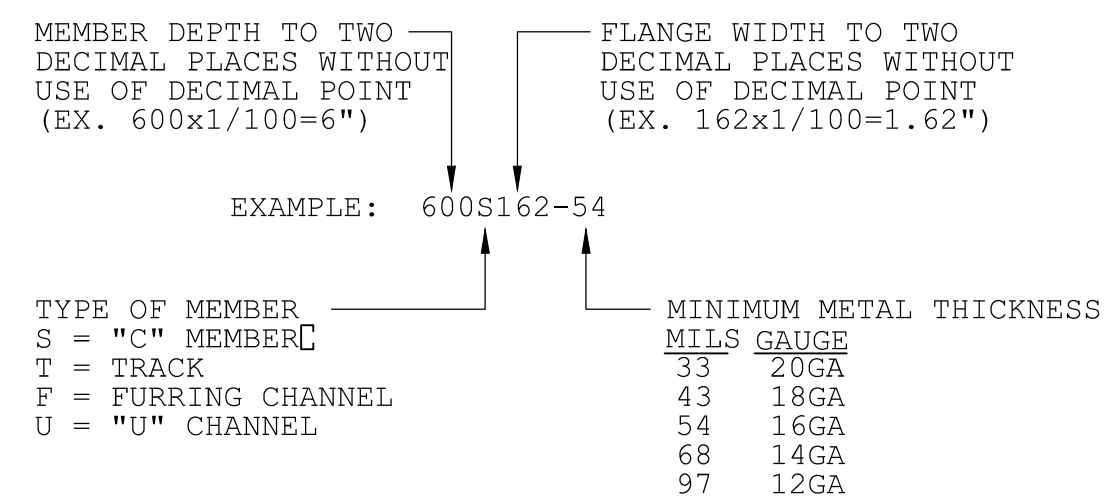 MEMBER DEPTH TO TWO
DECIMAL PLACES WITHOUT
USE OF DECIMAL POINT
(EX. 600x1/100=6")
FLANGE WIDTH TO TWO
DECIMAL PLACES WITHOUT
USE OF DECIMAL POINT
(EX. 162x1/100=1.62")
EXAMPLE: 600S162-54
TYPE OF MEMBER
S = "C" MEMBER
T = TRACK
F = FURRING CHANNEL
U = "U" CHANNEL
MINIMUM METAL THICKNESS
MILS GAUGE
33 20GA
43 18GA
54 16GA
68 14GA
97 12GA